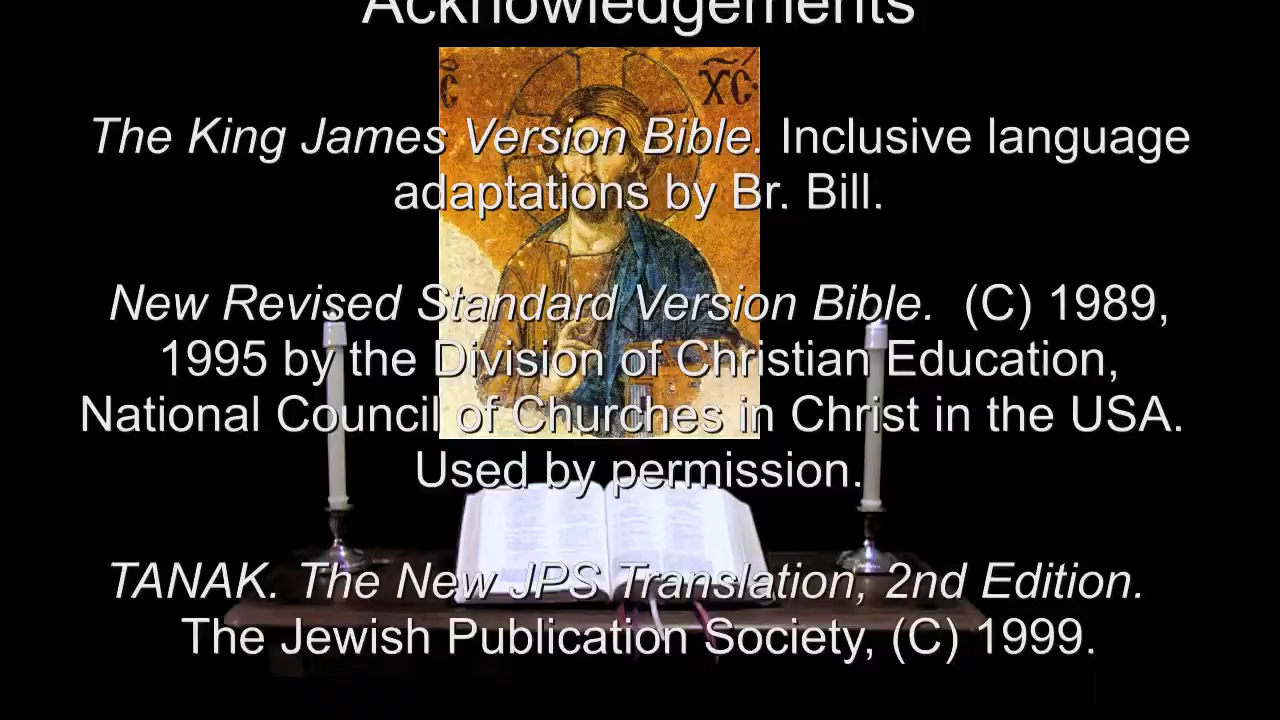 Acknowledgements
ΧC
The King James Version Bible. Inclusive language
adaptations by Br. Bill.
New Revised Standard Version Bible. (C) 1989,
1995 by the Division of Christian Education,
National Council of Churches in Christ in the USA.
Used by permission.
TANAK. The New JPS Translation, 2nd Edition.
The Jewish Publication Society, (C) 1999.